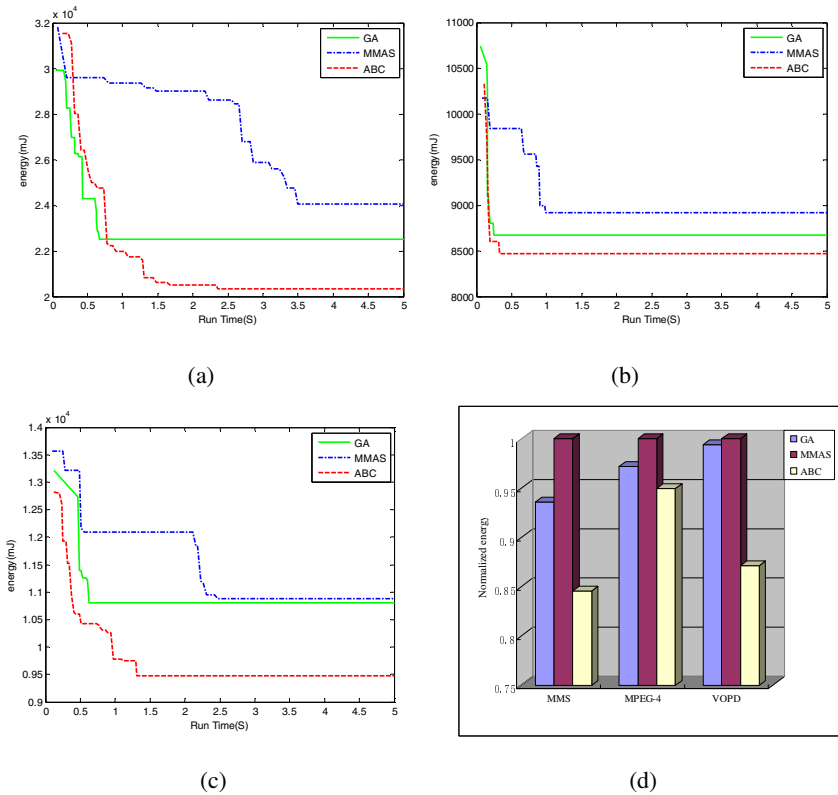 x 10⁴
3.2
3
2.8
2.6
2.4
2.2
2
energy(mJ)
0 0.5 1 1.5 2 2.5 3 3.5 4 4.5 5
Run Time(S)
GA
MMAS
ABC
(a)
11000
10500
10000
9500
9000
8500
8000
energy(mJ)
0 0.5 1 1.5 2 2.5 3 3.5 4 4.5 5
Run Time(S)
GA
MMAS
ABC
(b)
x 10⁴
1.4
1.35
1.3
1.25
1.2
1.15
1.1
1.05
1
0.95
0.9
energy(mJ)
0 0.5 1 1.5 2 2.5 3 3.5 4 4.5 5
Run Time(S)
GA
MMAS
ABC
(c)
1
0.95
0.9
0.85
0.8
0.75
Normalized energy
MMS MPEG-4 VOPD
GA
MMAS
ABC
(d)